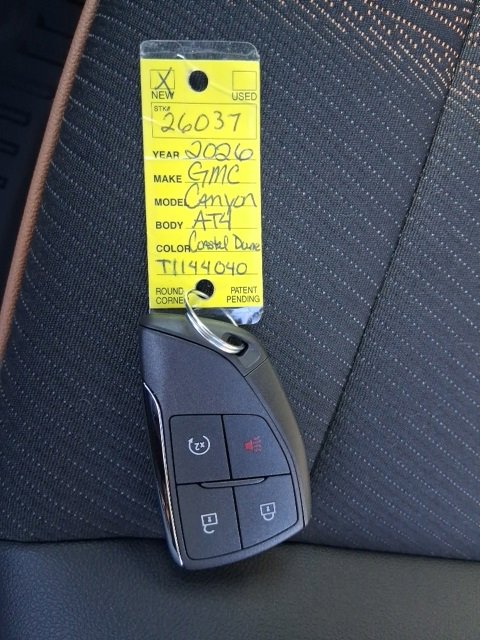 X
NEW USED
STK#
26037
YEAR 2026
MAKE GMC
MODEL Canyon
BODY AT4
COLOR Coastal Dune
T1144040
ROUND PATENT
CORNER PENDING
x2